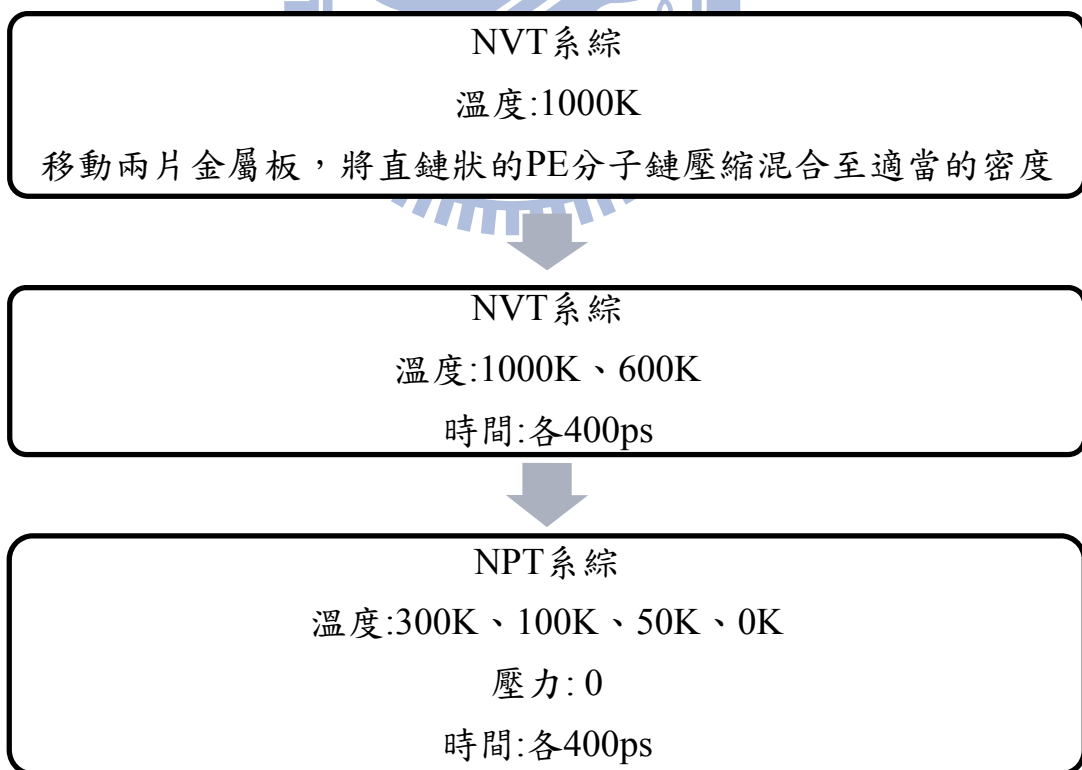 NVT系綜
溫度:1000K
移動兩片金屬板，將直鏈狀的PE分子鏈壓縮混合至適當的密度
NVT系綜
溫度:1000K、600K
時間:各400ps
NPT系綜
溫度:300K、100K、50K、0K
壓力: 0
時間:各400ps